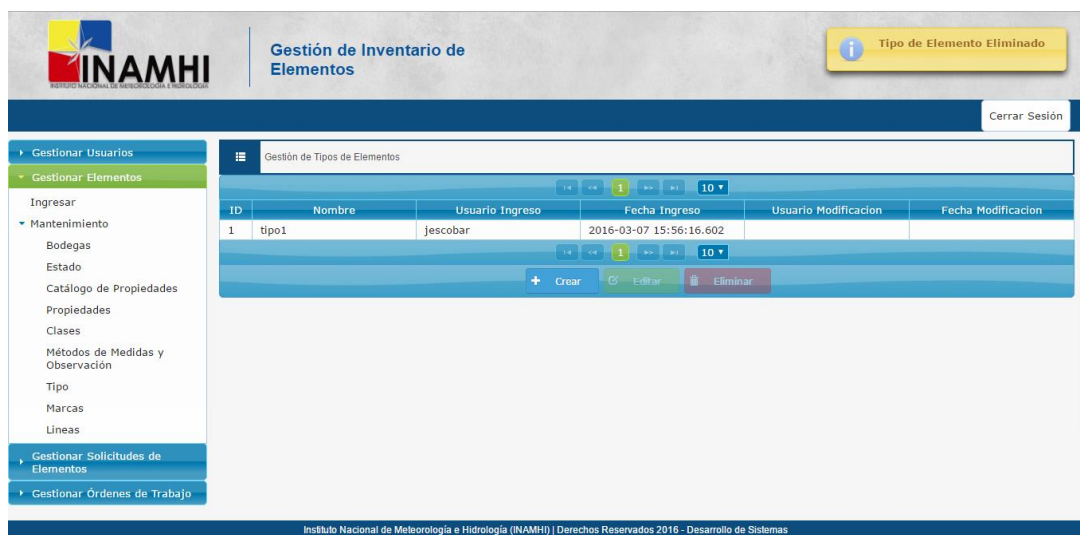 INAMHI
INSTITUTO NACIONAL DE METEOROLOGÍA E HIDROLOGÍA
Gestión de Inventario de
Elementos
Tipo de Elemento Eliminado
Cerrar Sesión
Gestionar Usuarios
Gestionar Elementos
Ingresar
Mantenimiento
Bodegas
Estado
Catálogo de Propiedades
Propiedades
Clases
Métodos de Medidas y
Observación
Tipo
Marcas
Lineas
Gestionar Solicitudes de
Elementos
Gestionar Órdenes de Trabajo
Gestión de Tipos de Elementos
1 10
ID Nombre Usuario Ingreso Fecha Ingreso Usuario Modificacion Fecha Modificacion
1 tipo1 jescobar 2016-03-07 15:56:16.602
1 10
Crear Editar Eliminar
Instituto Nacional de Meteorología e Hidrología (INAMHI) | Derechos Reservados 2016 - Desarrollo de Sistemas